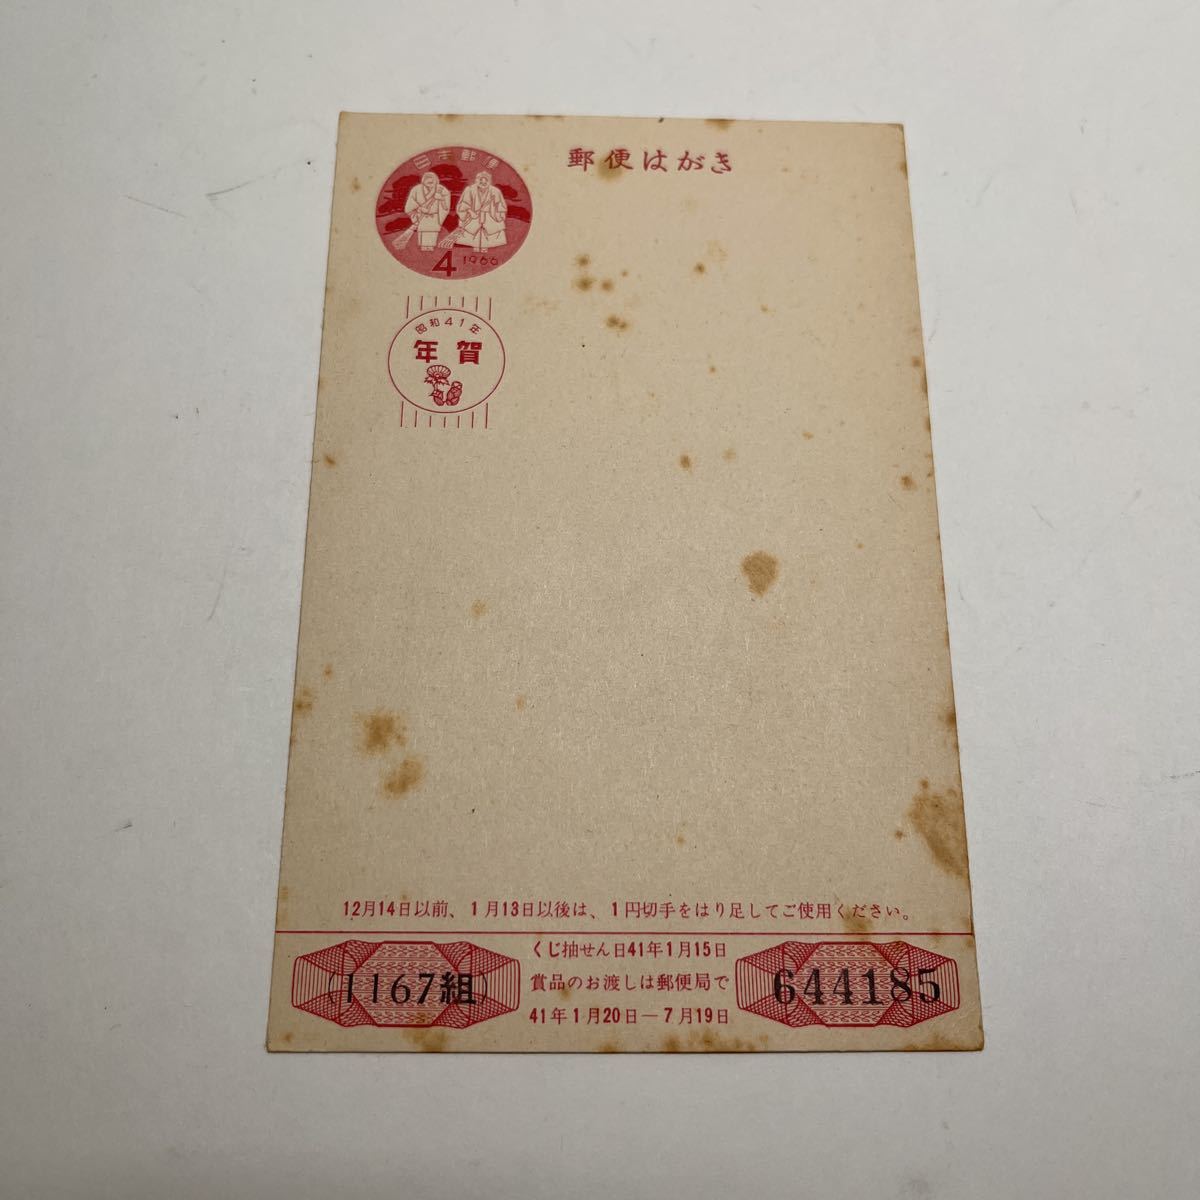 郵便はがき
日本郵便
4 1966
昭和41年
年賀
12月14日以前、1月13日以後は、1円切手をはり足してご使用ください。
くじ抽せん日41年1月15日
(1167組)
賞品のお渡しは郵便局で
644185
41年1月20日―7月19日